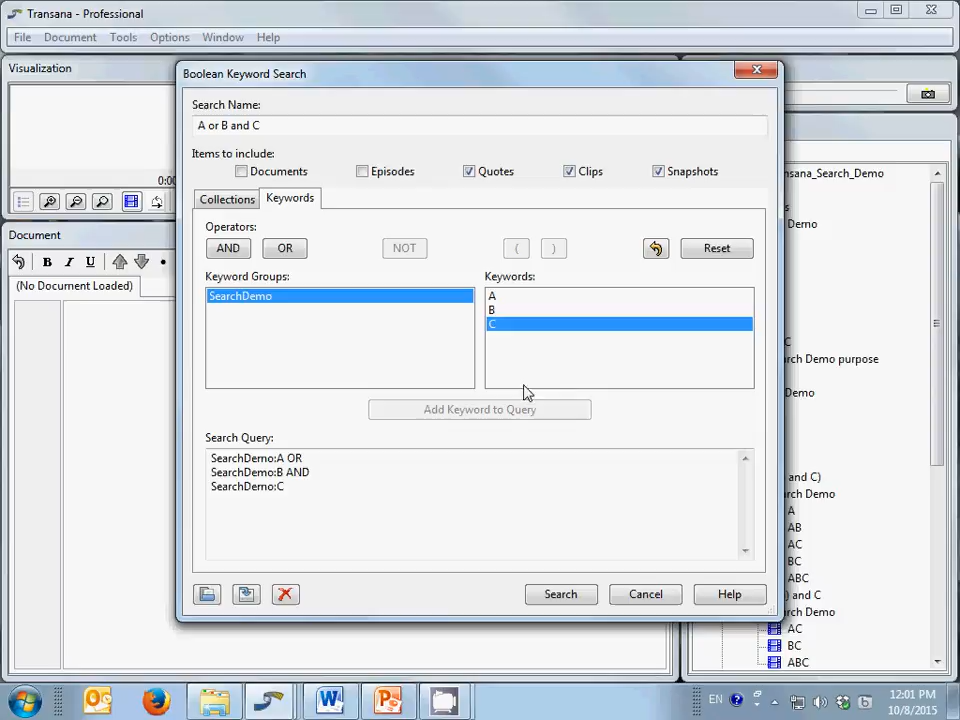 Transana - Professional
File Document Tools Options Window Help
Visualization
Boolean Keyword Search
Search Name:
A or B and C
Items to include:
Documents Episodes Quotes Clips Snapshots
Collections Keywords
Operators:
AND OR NOT ( ) Reset
Keyword Groups: Keywords:
SearchDemo
A
B
C
Add Keyword to Query
Search Query:
SearchDemo:A OR
SearchDemo:B AND
SearchDemo:C
Search Cancel Help
0:00
Document
B I U
(No Document Loaded)
nsana_Search_Demo
s
Demo
C
rch Demo purpose
emo
and C)
rch Demo
A
AB
AC
BC
ABC
) and C
rch Demo
AC
BC
ABC
EN
12:01 PM
10/8/2015